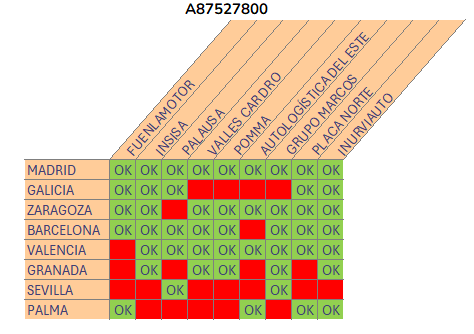 A87527800
FUENLAMOTOR
INSISA
PALAUSA
VALLES CARDRO
POMMA
AUTOLOGÍSTICA DEL ESTE
GRUPO MARCOS
PLACA NORTE
INURVIAUTO
MADRID OK OK OK OK OK OK OK OK OK
GALICIA OK OK OK OK OK
ZARAGOZA OK OK OK OK OK OK OK OK
BARCELONA OK OK OK OK OK OK OK OK
VALENCIA OK OK OK OK OK OK OK OK
GRANADA OK OK OK OK OK
SEVILLA OK OK
PALMA OK OK OK OK